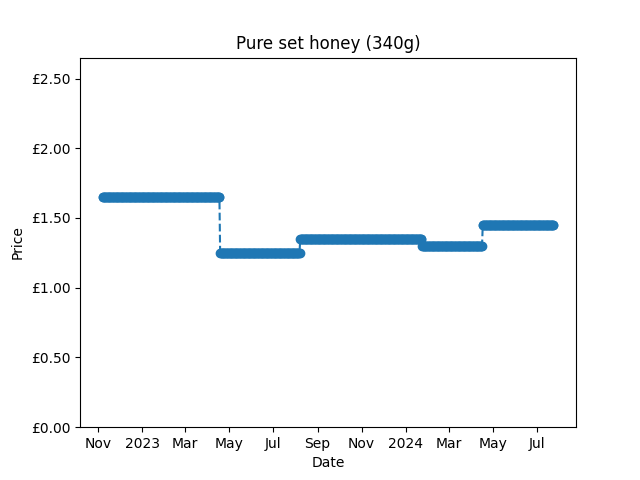 Pure set honey (340g)
£2.50
£2.00
£1.50
£1.00
£0.50
£0.00
Price
Nov 2023 Mar May Jul Sep Nov 2024 Mar May Jul
Date